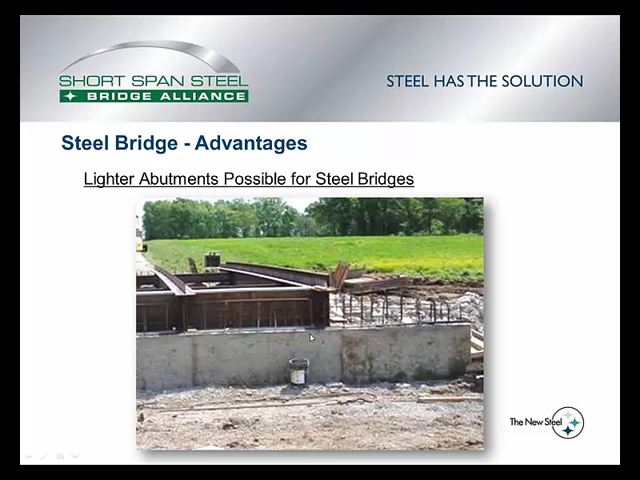 SHORT SPAN STEEL
BRIDGE ALLIANCE
STEEL HAS THE SOLUTION
Steel Bridge - Advantages
Lighter Abutments Possible for Steel Bridges
The New Steel